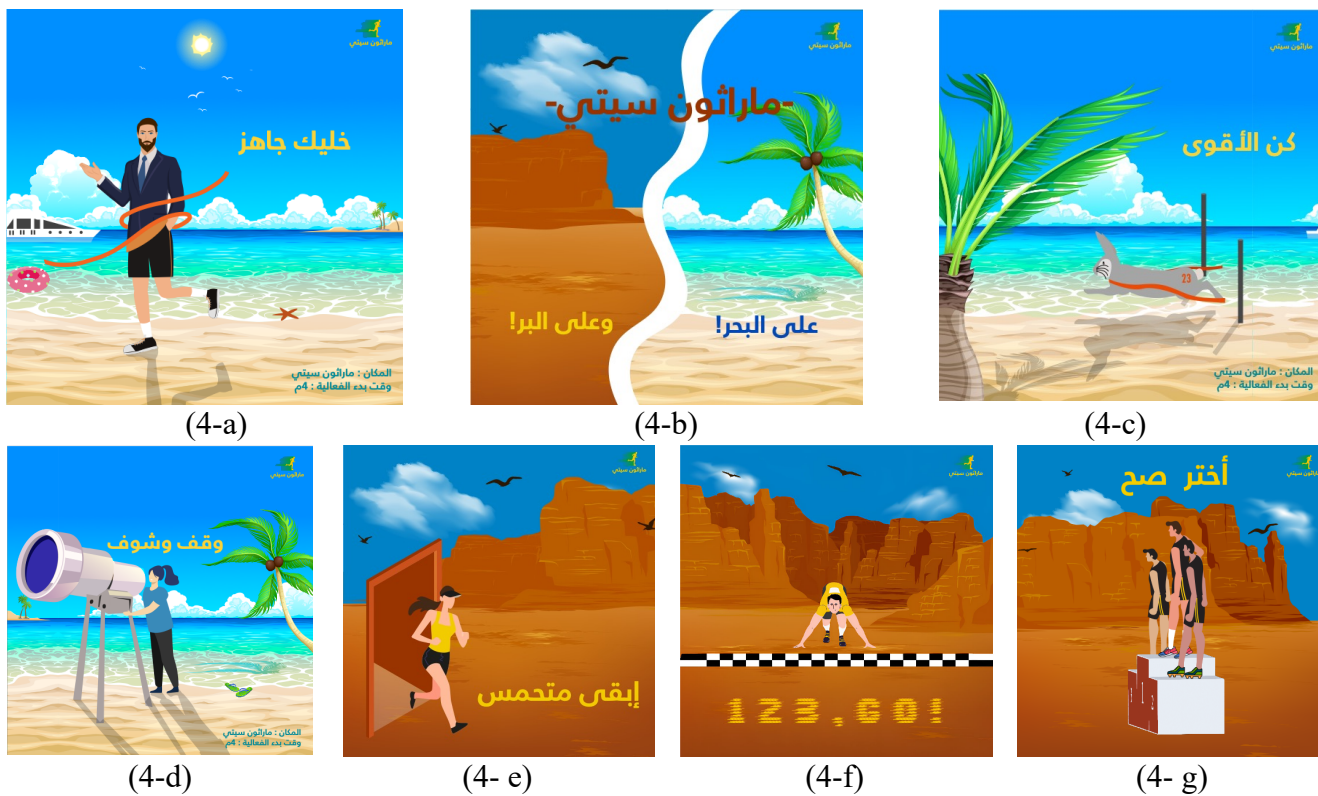 ماراثون سيتي
خليك جاهز
المكان : ماراثون سيتي
وقت بدء الفعالية : 4م
(4-a)
ماراثون سيتي
-ماراثون سيتي-
على البحر!
وعلى البر!
(4-b)
ماراثون سيتي
كن الأقوى
23
المكان : ماراثون سيتي
وقت بدء الفعالية : 4م
(4-c)
ماراثون سيتي
وقف وشوف
المكان : ماراثون سيتي
وقت بدء الفعالية : 4م
(4-d)
ماراثون سيتي
إبقى متحمس
(4- e)
ماراثون سيتي
123,GO!
(4-f)
ماراثون سيتي
أختر صح
(4- g)